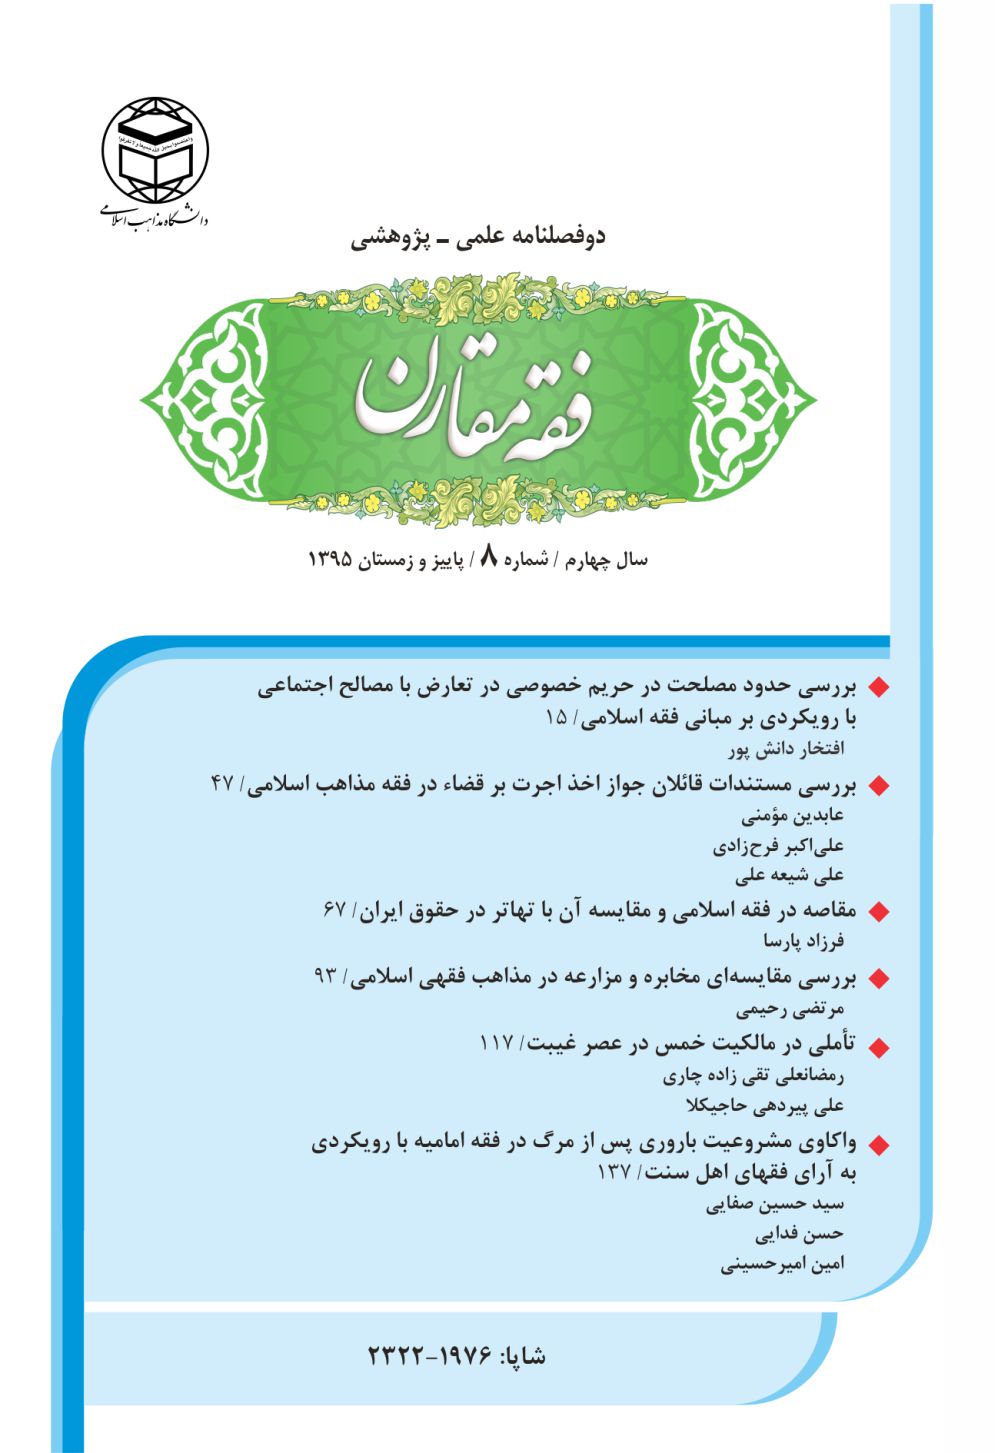 واعتصموا بحبل الله جمیعا و لا تفرقوا
دانشگاه مذاهب اسلامی
دوفصلنامه علمی ـ پژوهشی
فقه مقارن
سال چهارم / شماره ۸ / پاییز و زمستان ۱۳۹۵
بررسی حدود مصلحت در حریم خصوصی در تعارض با مصالح اجتماعی
با رویکردی بر مبانی فقه اسلامی/ ۱۵
افتخار دانش پور
بررسی مستندات قائلان جواز اخذ اجرت بر قضاء در فقه مذاهب اسلامی/ ۴۷
عابدین مؤمنی
علی‌اکبر فرح‌زادی
علی شیعه علی
مقاصه در فقه اسلامی و مقایسه آن با تهاتر در حقوق ایران/ ۶۷
فرزاد پارسا
بررسی مقایسه‌ای مخابره و مزارعه در مذاهب فقهی اسلامی/ ۹۳
مرتضی رحیمی
تأملی در مالکیت خمس در عصر غیبت/ ۱۱۷
رمضانعلی تقی زاده چاری
علی پیردهی حاجیکلا
واکاوی مشروعیت باروری پس از مرگ در فقه امامیه با رویکردی
به آرای فقهای اهل سنت/ ۱۳۷
سید حسین صفایی
حسن فدایی
امین امیرحسینی
شاپا: ۱۹۷۶-۲۳۲۲